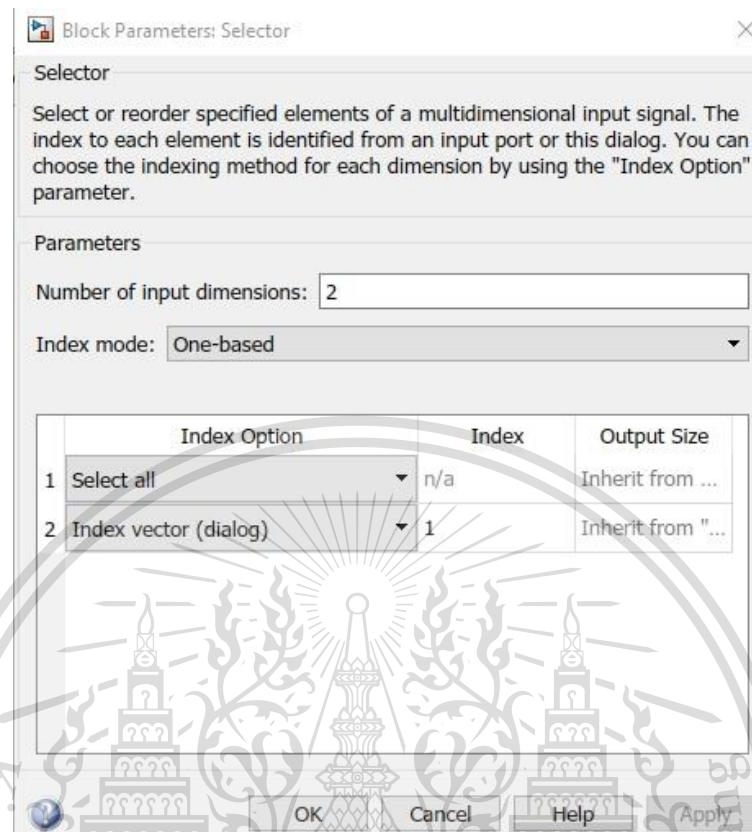 Block Parameters: Selector
Selector
Select or reorder specified elements of a multidimensional input signal. The
index to each element is identified from an input port or this dialog. You can
choose the indexing method for each dimension by using the "Index Option"
parameter.
Parameters
Number of input dimensions: 2
Index mode: One-based
Index Option Index Output Size
1 Select all n/a Inherit from ...
2 Index vector (dialog) 1 Inherit from "...
OK Cancel Help Apply